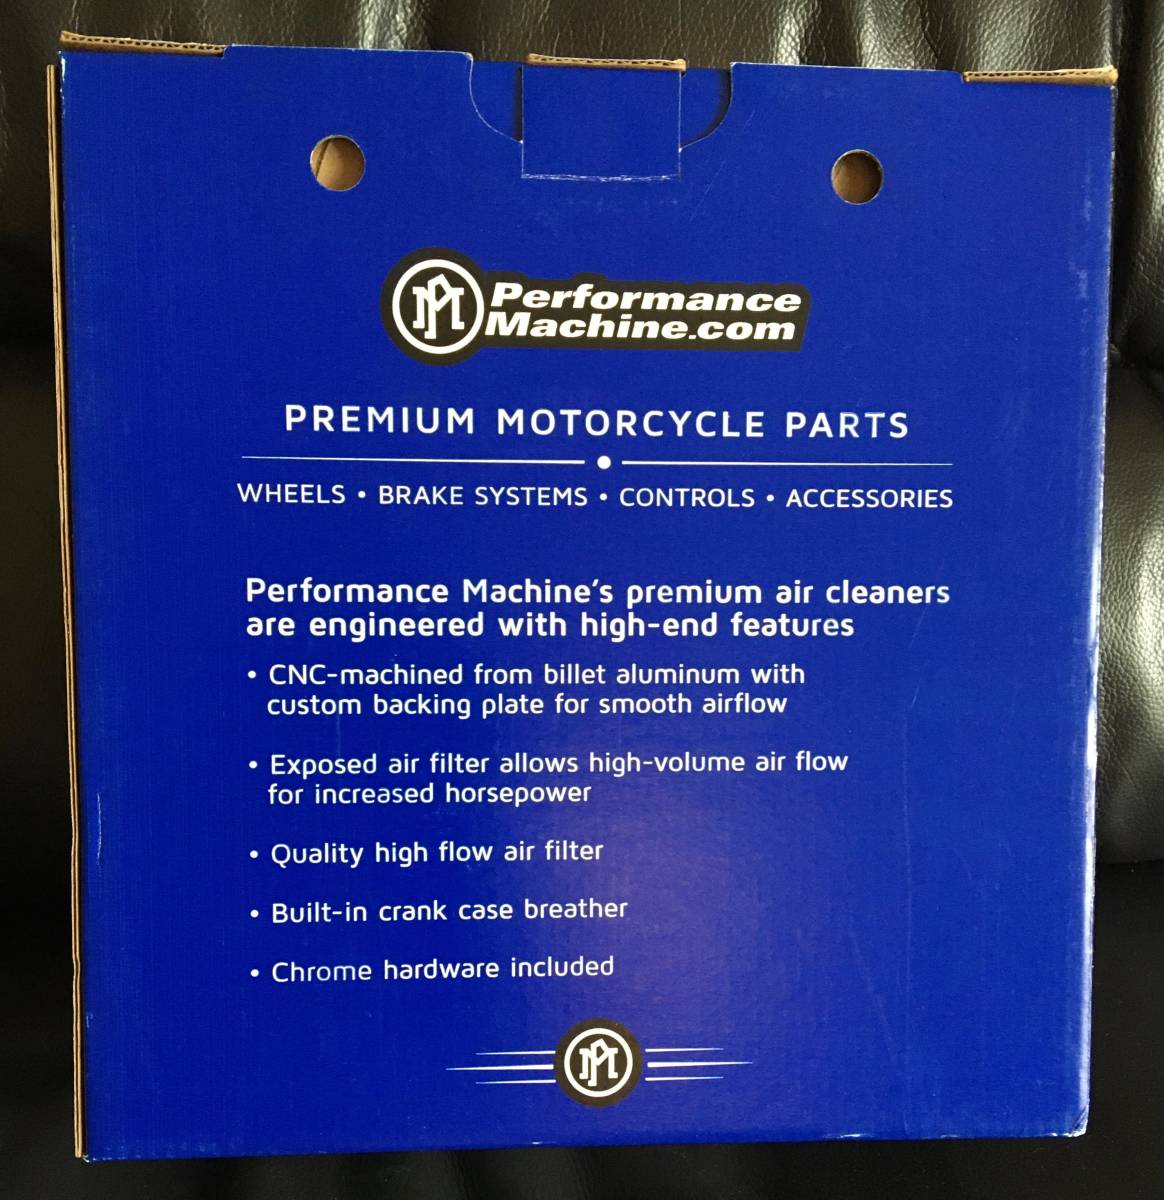 Performance
Machine.com
PREMIUM MOTORCYCLE PARTS
WHEELS • BRAKE SYSTEMS • CONTROLS • ACCESSORIES
Performance Machine's premium air cleaners
are engineered with high-end features
• CNC-machined from billet aluminum with
custom backing plate for smooth airflow
• Exposed air filter allows high-volume air flow
for increased horsepower
• Quality high flow air filter
• Built-in crank case breather
• Chrome hardware included